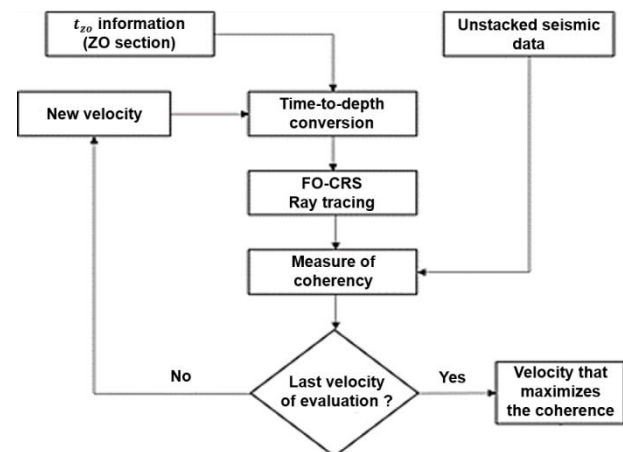 t_zo information
(ZO section)
Unstacked seismic
data
New velocity
Time-to-depth
conversion
FO-CRS
Ray tracing
Measure of
coherency
No
Last velocity
of evaluation ?
Yes
Velocity that
maximizes
the coherence